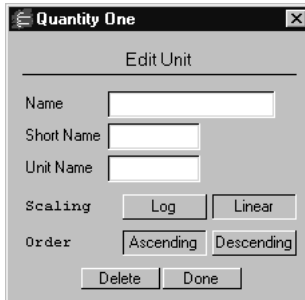 Quantity One
Edit Unit
Name
Short Name
Unit Name
Scaling Log Linear
Order Ascending Descending
Delete Done